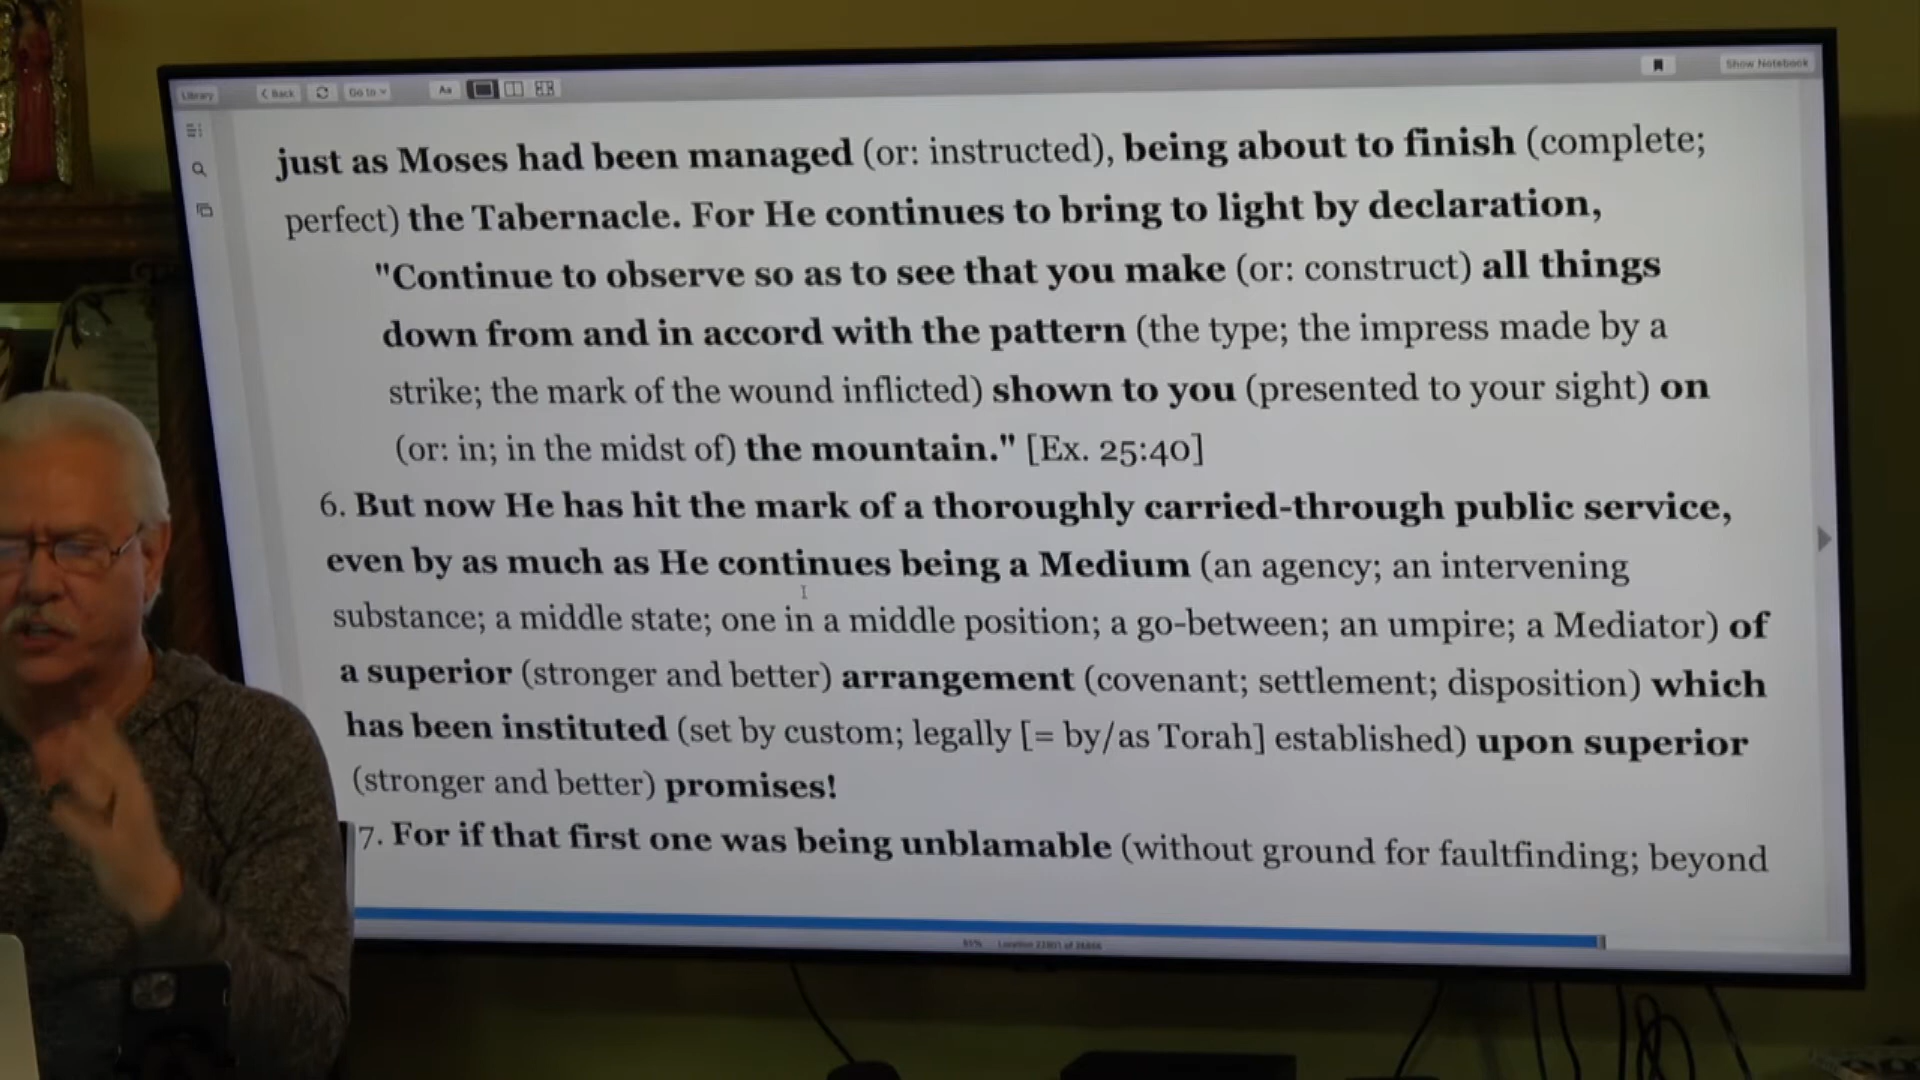 Library
Back
Go to
Aa
Show Notebook
just as Moses had been managed (or: instructed), being about to finish (complete;
perfect) the Tabernacle. For He continues to bring to light by declaration,
"Continue to observe so as to see that you make (or: construct) all things
down from and in accord with the pattern (the type; the impress made by a
strike; the mark of the wound inflicted) shown to you (presented to your sight) on
(or: in; in the midst of) the mountain." [Ex. 25:40]
6. But now He has hit the mark of a thoroughly carried-through public service,
even by as much as He continues being a Medium (an agency; an intervening
substance; a middle state; one in a middle position; a go-between; an umpire; a Mediator) of
a superior (stronger and better) arrangement (covenant; settlement; disposition) which
has been instituted (set by custom; legally [= by/as Torah] established) upon superior
(stronger and better) promises!
7. For if that first one was being unblamable (without ground for faultfinding; beyond
Location